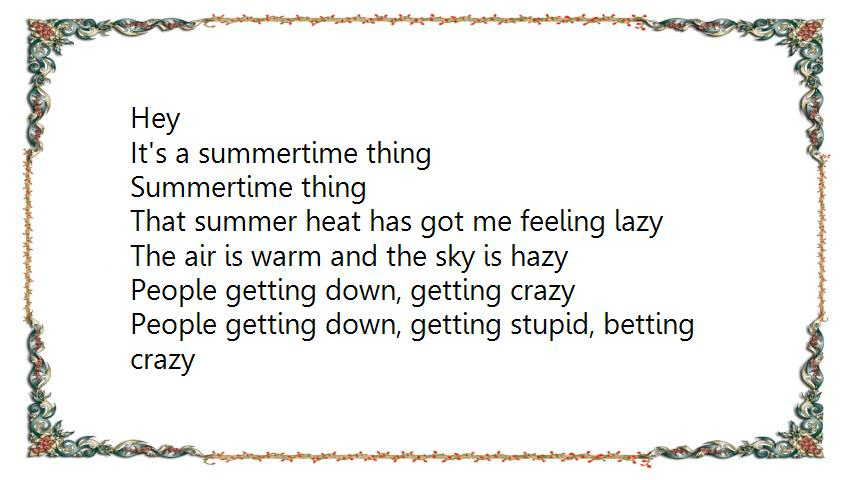 Hey
It's a summertime thing
Summertime thing
That summer heat has got me feeling lazy
The air is warm and the sky is hazy
People getting down, getting crazy
People getting down, getting stupid, betting
crazy